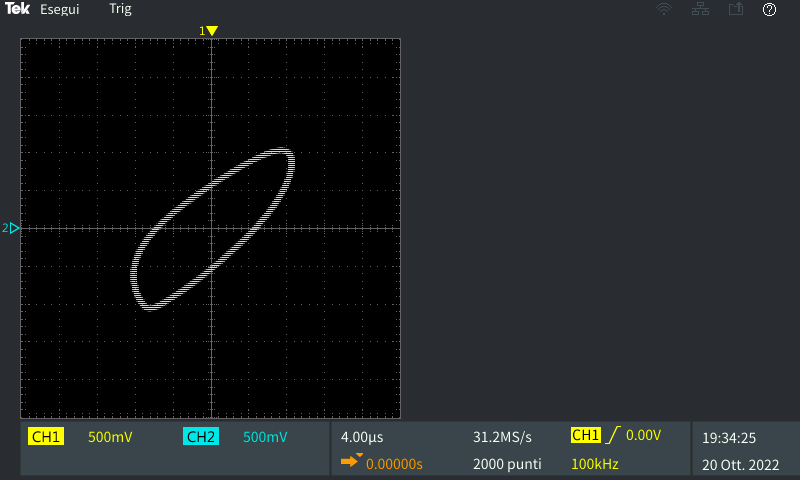 Tek Esegui Trig
1
2
CH1 500mV CH2 500mV 4.00µs 31.2MS/s CH1 0.00V 19:34:25
0.00000s 2000 punti 100kHz 20 Ott. 2022